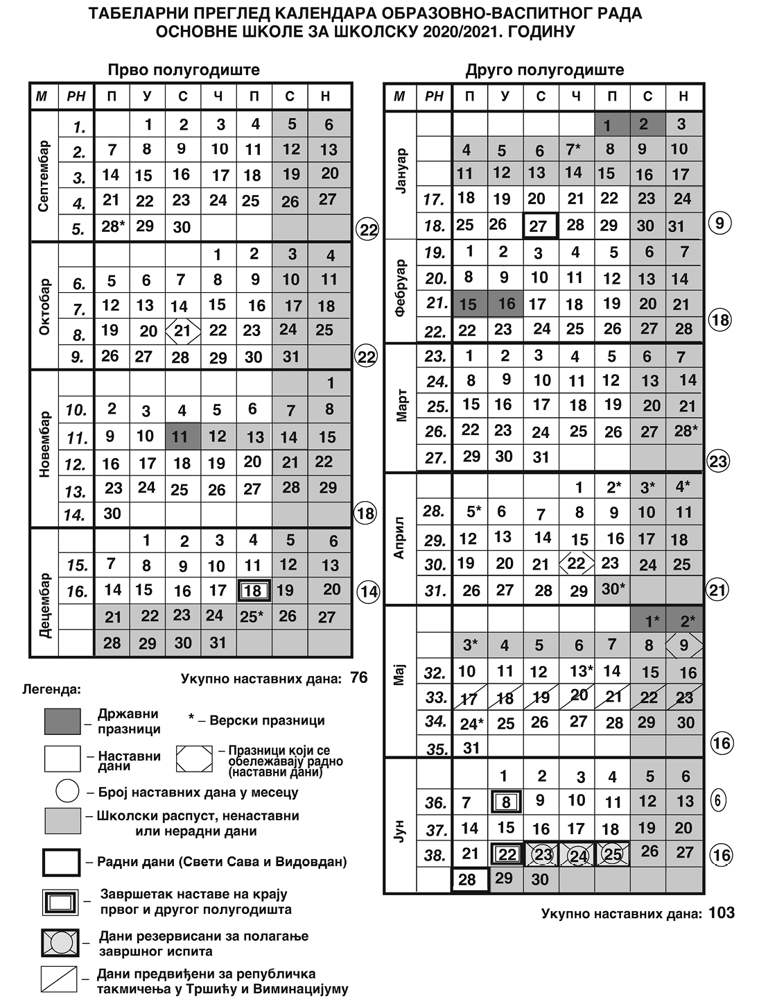 ТАБЕЛАРНИ ПРЕГЛЕД КАЛЕНДАРА ОБРАЗОВНО-ВАСПИТНОГ РАДА
ОСНОВНЕ ШКОЛЕ ЗА ШКОЛСКУ 2020/2021. ГОДИНУ
Прво полугодиште
М РН П У С Ч П С Н
Септембар
1. 1 2 3 4 5 6
2. 7 8 9 10 11 12 13
3. 14 15 16 17 18 19 20
4. 21 22 23 24 25 26 27
5. 28* 29 30 22
Октобар
1 2 3 4
6. 5 6 7 8 9 10 11
7. 12 13 14 15 16 17 18
8. 19 20 21 22 23 24 25
9. 26 27 28 29 30 31 22
Новембар
1
10. 2 3 4 5 6 7 8
11. 9 10 11 12 13 14 15
12. 16 17 18 19 20 21 22
13. 23 24 25 26 27 28 29
14. 30 18
Децембар
1 2 3 4 5 6
15. 7 8 9 10 11 12 13
16. 14 15 16 17 18 19 20 14
21 22 23 24 25* 26 27
28 29 30 31
Укупно наставних дана: 76
Друго полугодиште
М РН П У С Ч П С Н
Јануар
1 2 3
4 5 6 7* 8 9 10
11 12 13 14 15 16 17
17. 18 19 20 21 22 23 24
18. 25 26 27 28 29 30 31 9
Фебруар
19. 1 2 3 4 5 6 7
20. 8 9 10 11 12 13 14
21. 15 16 17 18 19 20 21 18
22. 22 23 24 25 26 27 28
Март
23. 1 2 3 4 5 6 7
24. 8 9 10 11 12 13 14
25. 15 16 17 18 19 20 21
26. 22 23 24 25 26 27 28*
27. 29 30 31 23
Април
1 2* 3* 4*
28. 5* 6 7 8 9 10 11
29. 12 13 14 15 16 17 18
30. 19 20 21 22 23 24 25
31. 26 27 28 29 30* 21
Мај
1* 2*
3* 4 5 6 7 8 9
32. 10 11 12 13* 14 15 16
33. 17 18 19 20 21 22 23
34. 24* 25 26 27 28 29 30
35. 31 16
Јун
1 2 3 4 5 6
36. 7 8 9 10 11 12 13 6
37. 14 15 16 17 18 19 20
38. 21 22 23 24 25 26 27 16
28 29 30
Укупно наставних дана: 103
Легенда:
– Државни
празници
* – Верски празници
– Наставни
дани
– Празници који се
обележавају радно
(наставни дани)
– Број наставних дана у месецу
– Школски распуст, ненаставни
или нерадни дани
– Радни дани (Свети Сава и Видовдан)
– Завршетак наставе на крају
првог и другог полугодишта
– Дани резервисани за полагање
завршног испита
– Дани предвиђени за републичка
такмичења у Тршићу и Виминацијуму